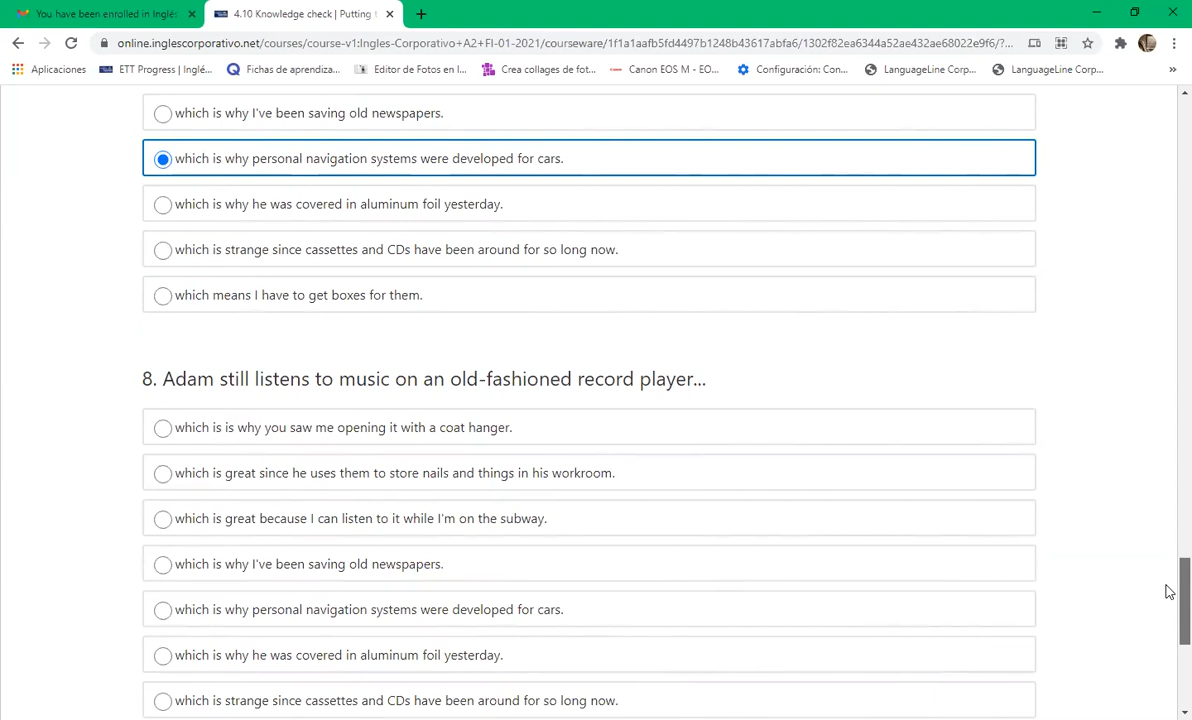 You have been enrolled in Inglés
4.10 Knowledge check | Putting t
online.inglescorporativo.net/courses/course-v1:Ingles-Corporativo+A2+FI-01-2021/courseware/1f1a1aafb5fd4497b1248b43617abfa6/1302f82ea6344a52ae432ae68022e9f6/?...
Aplicaciones ETT Progress | Inglé... Fichas de aprendiza... Editor de Fotos en l... Crea collages de fot... Canon EOS M - EO... Configuración: Con... LanguageLine Corp... LanguageLine Corp... »
which is why I've been saving old newspapers.
which is why personal navigation systems were developed for cars.
which is why he was covered in aluminum foil yesterday.
which is strange since cassettes and CDs have been around for so long now.
which means I have to get boxes for them.
8. Adam still listens to music on an old-fashioned record player...
which is is why you saw me opening it with a coat hanger.
which is great since he uses them to store nails and things in his workroom.
which is great because I can listen to it while I'm on the subway.
which is why I've been saving old newspapers.
which is why personal navigation systems were developed for cars.
which is why he was covered in aluminum foil yesterday.
which is strange since cassettes and CDs have been around for so long now.